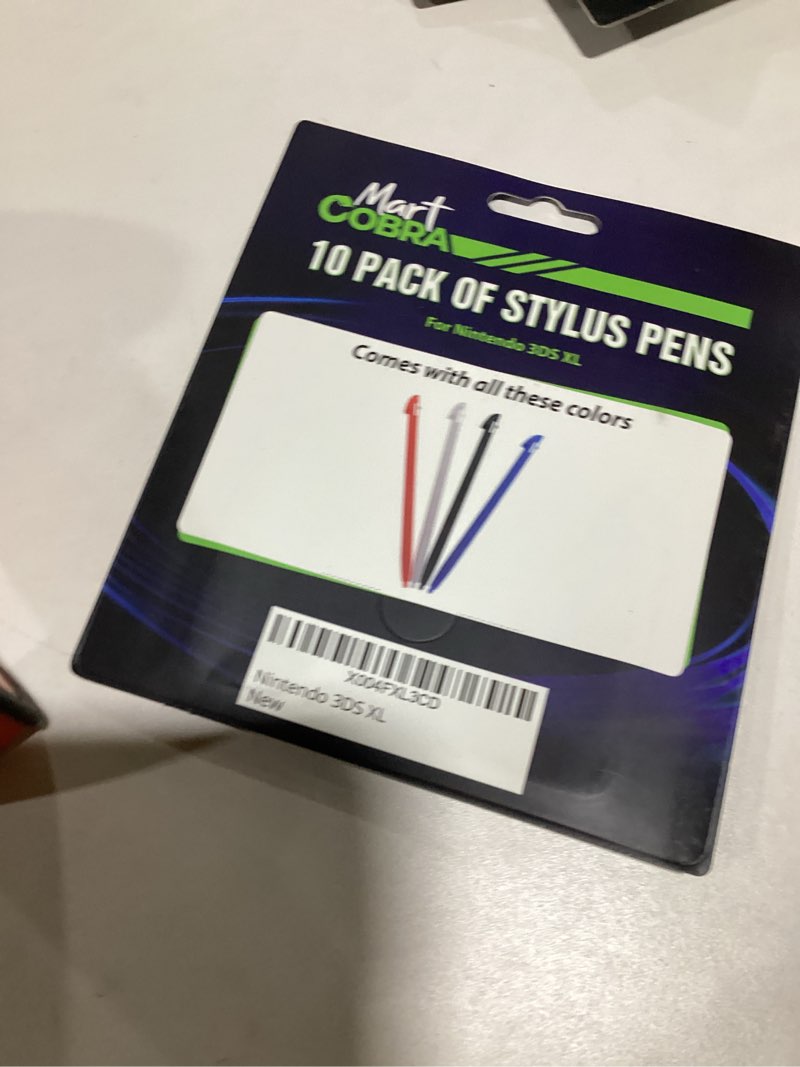 Mart
COBRA
10 PACK OF STYLUS PENS
For Nintendo 3DS XL
Comes with all these colors
X004FXL3CD
Nintendo 3DS XL
New